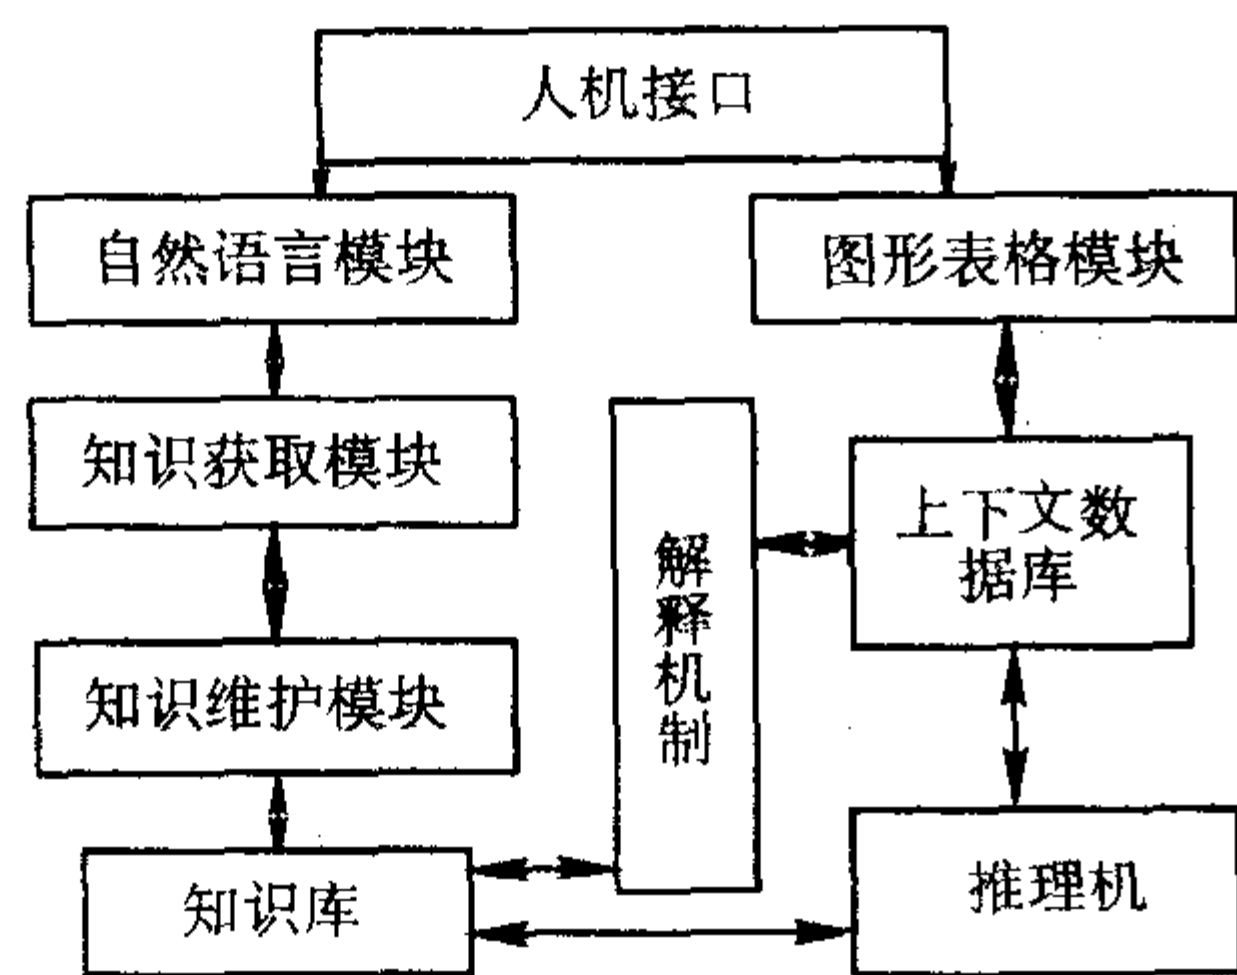 人机接口
自然语言模块
图形表格模块
知识获取模块
上下文数
据库
解
释
机
制
知识维护模块
知识库
推理机